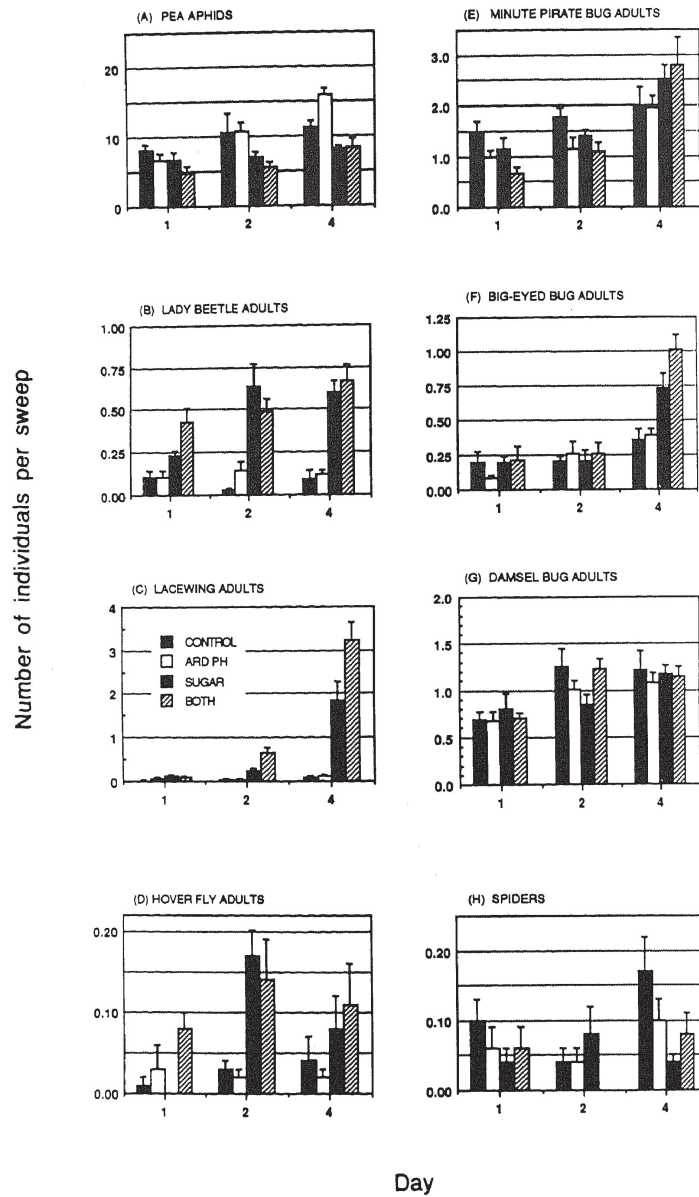 (A) PEA APHIDS
20
10
0
1 2 4
(B) LADY BEETLE ADULTS
1.00
0.75
0.50
0.25
0.00
1 2 4
(C) LACEWING ADULTS
4
3
2
1
0
CONTROL
ARD PH
SUGAR
BOTH
1 2 4
(D) HOVER FLY ADULTS
0.20
0.10
0.00
1 2 4
(E) MINUTE PIRATE BUG ADULTS
3.0
2.0
1.0
0.0
1 2 4
(F) BIG-EYED BUG ADULTS
1.25
1.00
0.75
0.50
0.25
0.00
1 2 4
(G) DAMSEL BUG ADULTS
2.0
1.5
1.0
0.5
0.0
1 2 4
(H) SPIDERS
0.20
0.10
0.00
1 2 4
Number of individuals per sweep
Day